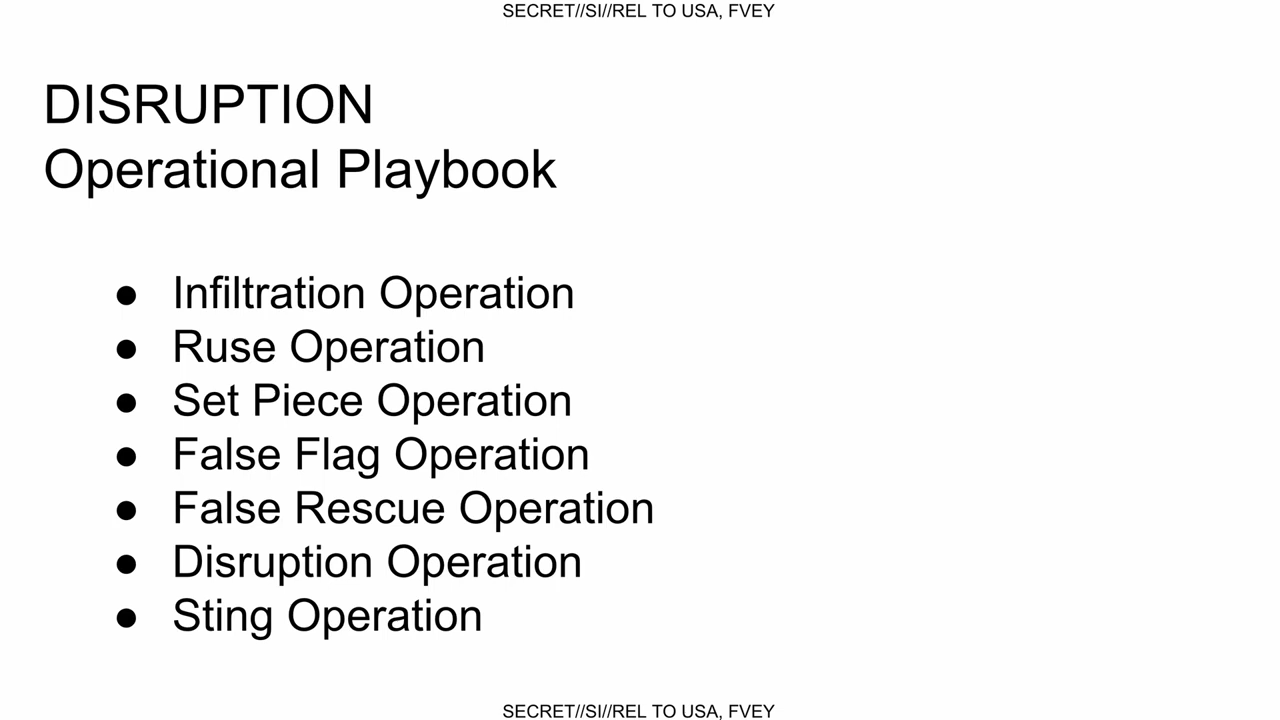 SECRET//SI//REL TO USA, FVEY
DISRUPTION
Operational Playbook
● Infiltration Operation
● Ruse Operation
● Set Piece Operation
● False Flag Operation
● False Rescue Operation
● Disruption Operation
● Sting Operation
SECRET//SI//REL TO USA, FVEY